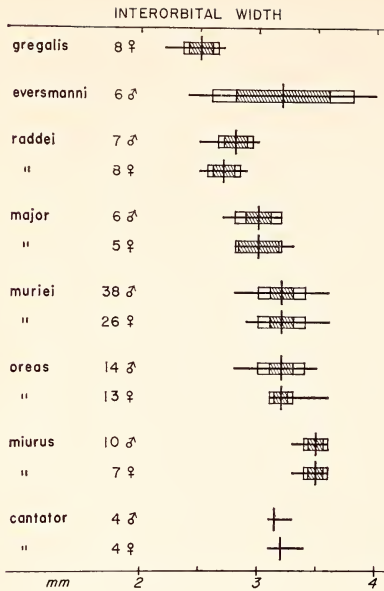 INTERORBITAL WIDTH
gregalis 8 ♀
eversmanni 6 ♂
raddei 7 ♂
" 8 ♀
major 6 ♂
" 5 ♀
muriei 38 ♂
" 26 ♀
oreas 14 ♂
" 13 ♀
miurus 10 ♂
" 7 ♀
cantator 4 ♂
" 4 ♀
mm 2 3 4